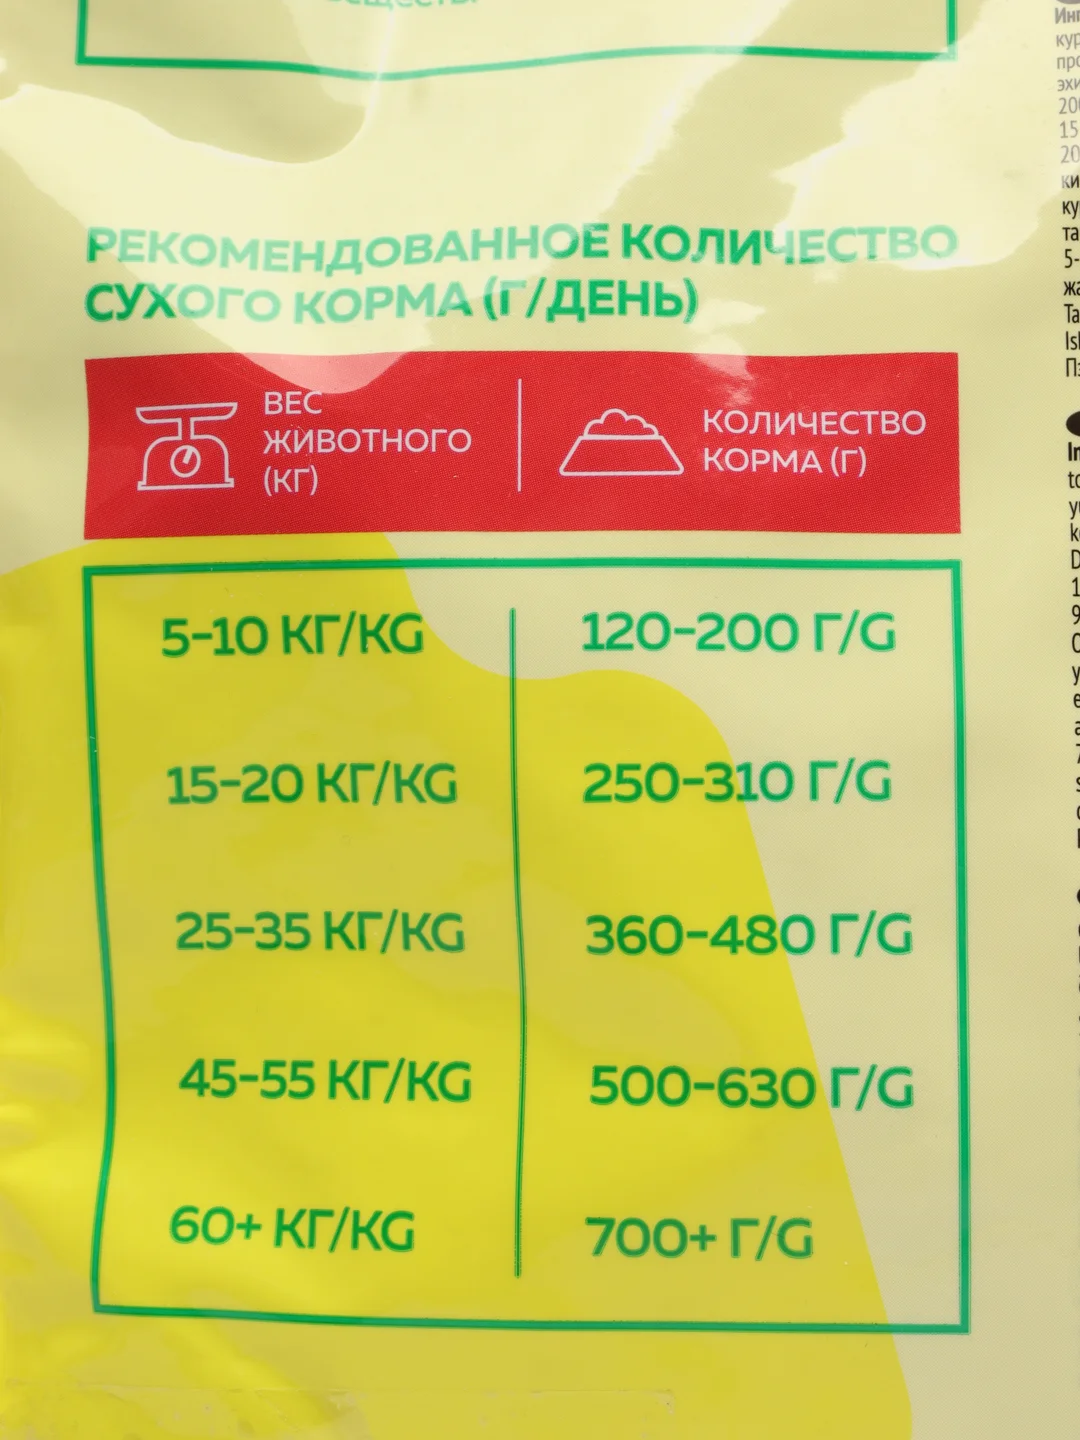 РЕКОМЕНДОВАННОЕ КОЛИЧЕСТВО
СУХОГО КОРМА (Г/ДЕНЬ)
ВЕС
ЖИВОТНОГО
(КГ)
КОЛИЧЕСТВО
КОРМА (Г)
5-10 КГ/KG 120-200 Г/G
15-20 КГ/KG 250-310 Г/G
25-35 КГ/KG 360-480 Г/G
45-55 КГ/KG 500-630 Г/G
60+ КГ/KG 700+ Г/G